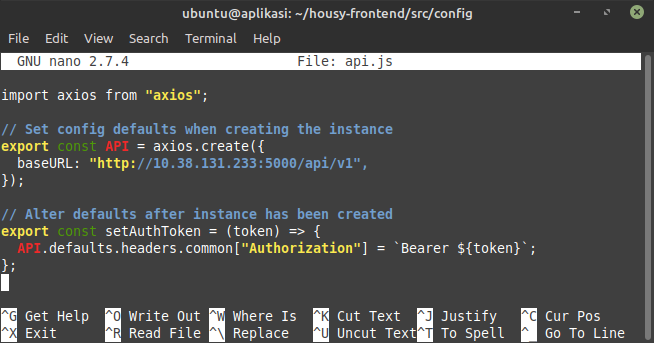 ubuntu@aplikasi: ~/housy-frontend/src/config
File Edit View Search Terminal Help
GNU nano 2.7.4 File: api.js
import axios from "axios";
// Set config defaults when creating the instance
export const API = axios.create({
  baseURL: "http://10.38.131.233:5000/api/v1",
});
// Alter defaults after instance has been created
export const setAuthToken = (token) => {
  API.defaults.headers.common["Authorization"] = `Bearer ${token}`;
};
^G Get Help ^O Write Out ^W Where Is ^K Cut Text ^J Justify ^C Cur Pos
^X Exit ^R Read File ^\ Replace ^U Uncut Text ^T To Spell ^_ Go To Line